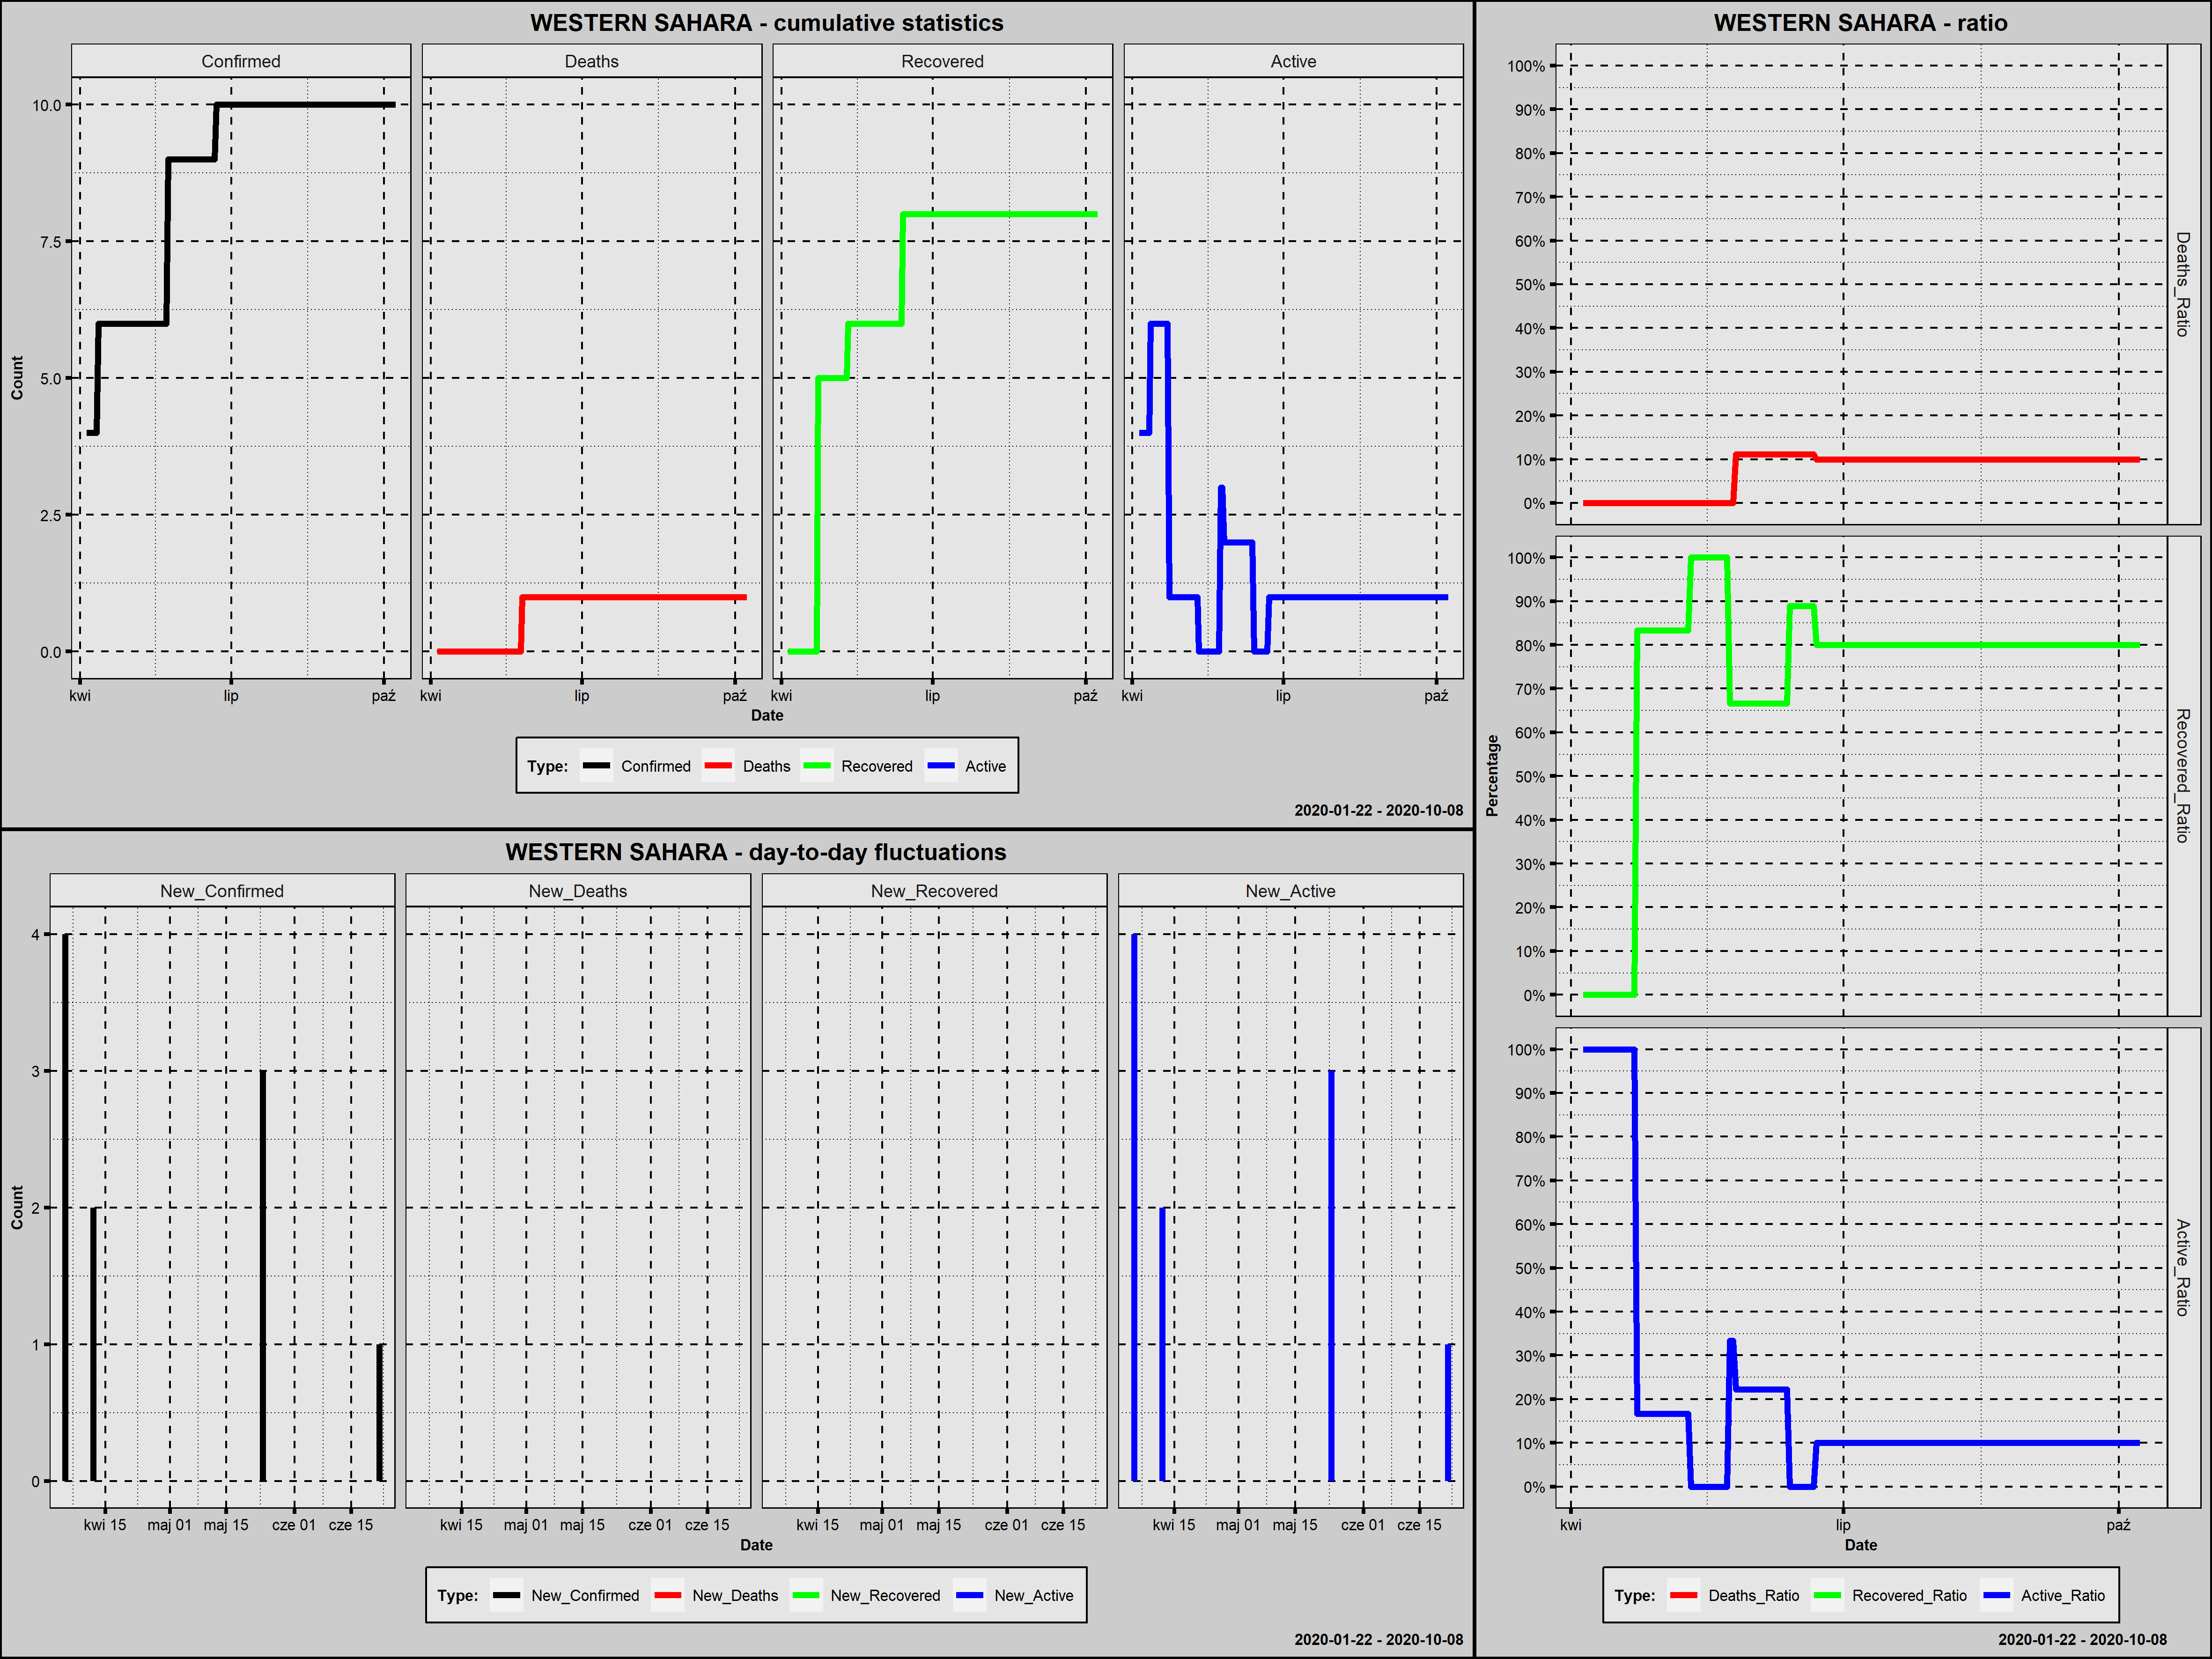 WESTERN SAHARA - cumulative statistics
Confirmed Deaths Recovered Active
10.0
7.5
5.0
2.5
0.0
Count
kwi lip paź kwi lip paź kwi lip paź kwi lip paź
Date
Type: Confirmed Deaths Recovered Active
2020-01-22 - 2020-10-08
WESTERN SAHARA - day-to-day fluctuations
New_Confirmed New_Deaths New_Recovered New_Active
4
3
2
1
0
Count
kwi 15 maj 01 maj 15 cze 01 cze 15 kwi 15 maj 01 maj 15 cze 01 cze 15 kwi 15 maj 01 maj 15 cze 01 cze 15 kwi 15 maj 01 maj 15 cze 01 cze 15
Date
Type: New_Confirmed New_Deaths New_Recovered New_Active
2020-01-22 - 2020-10-08
WESTERN SAHARA - ratio
100%
90%
80%
70%
60%
50%
40%
30%
20%
10%
0%
Deaths_Ratio
100%
90%
80%
70%
60%
50%
40%
30%
20%
10%
0%
Recovered_Ratio
Percentage
100%
90%
80%
70%
60%
50%
40%
30%
20%
10%
0%
Active_Ratio
kwi lip paź
Date
Type: Deaths_Ratio Recovered_Ratio Active_Ratio
2020-01-22 - 2020-10-08